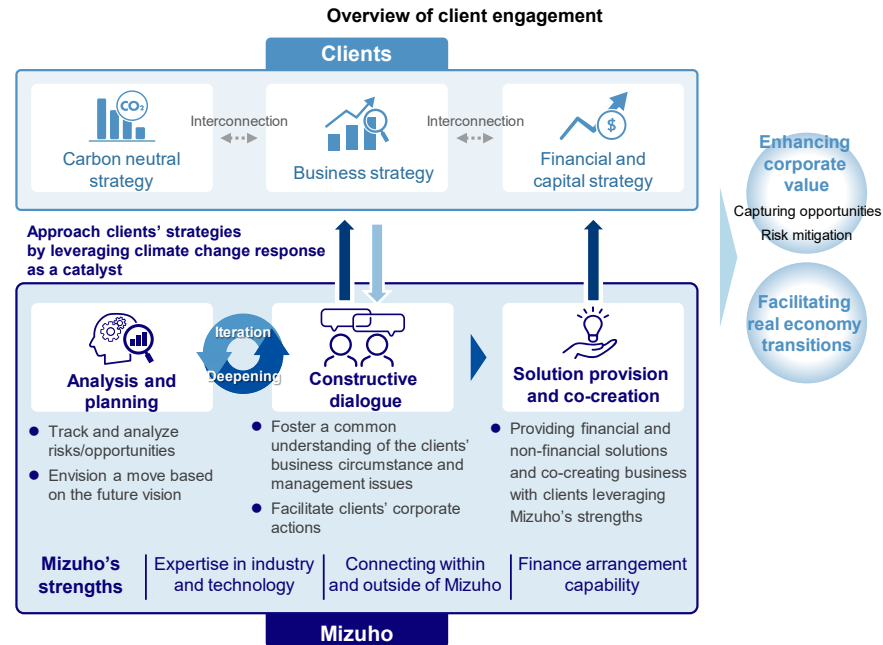 Overview of client engagement
Clients
CO₂
Carbon neutral
strategy
Interconnection
Business strategy
Interconnection
$
Financial and
capital strategy
Approach clients' strategies
by leveraging climate change response
as a catalyst
Analysis and
planning
Iteration
Deepening
Constructive
dialogue
Solution provision
and co-creation
● Track and analyze
risks/opportunities
● Envision a move based
on the future vision
● Foster a common
understanding of the clients'
business circumstance and
management issues
● Facilitate clients' corporate
actions
● Providing financial and
non-financial solutions
and co-creating business
with clients leveraging
Mizuho's strengths
Mizuho's
strengths
Expertise in industry
and technology
Connecting within
and outside of Mizuho
Finance arrangement
capability
Mizuho
Enhancing
corporate
value
Capturing opportunities
Risk mitigation
Facilitating
real economy
transitions